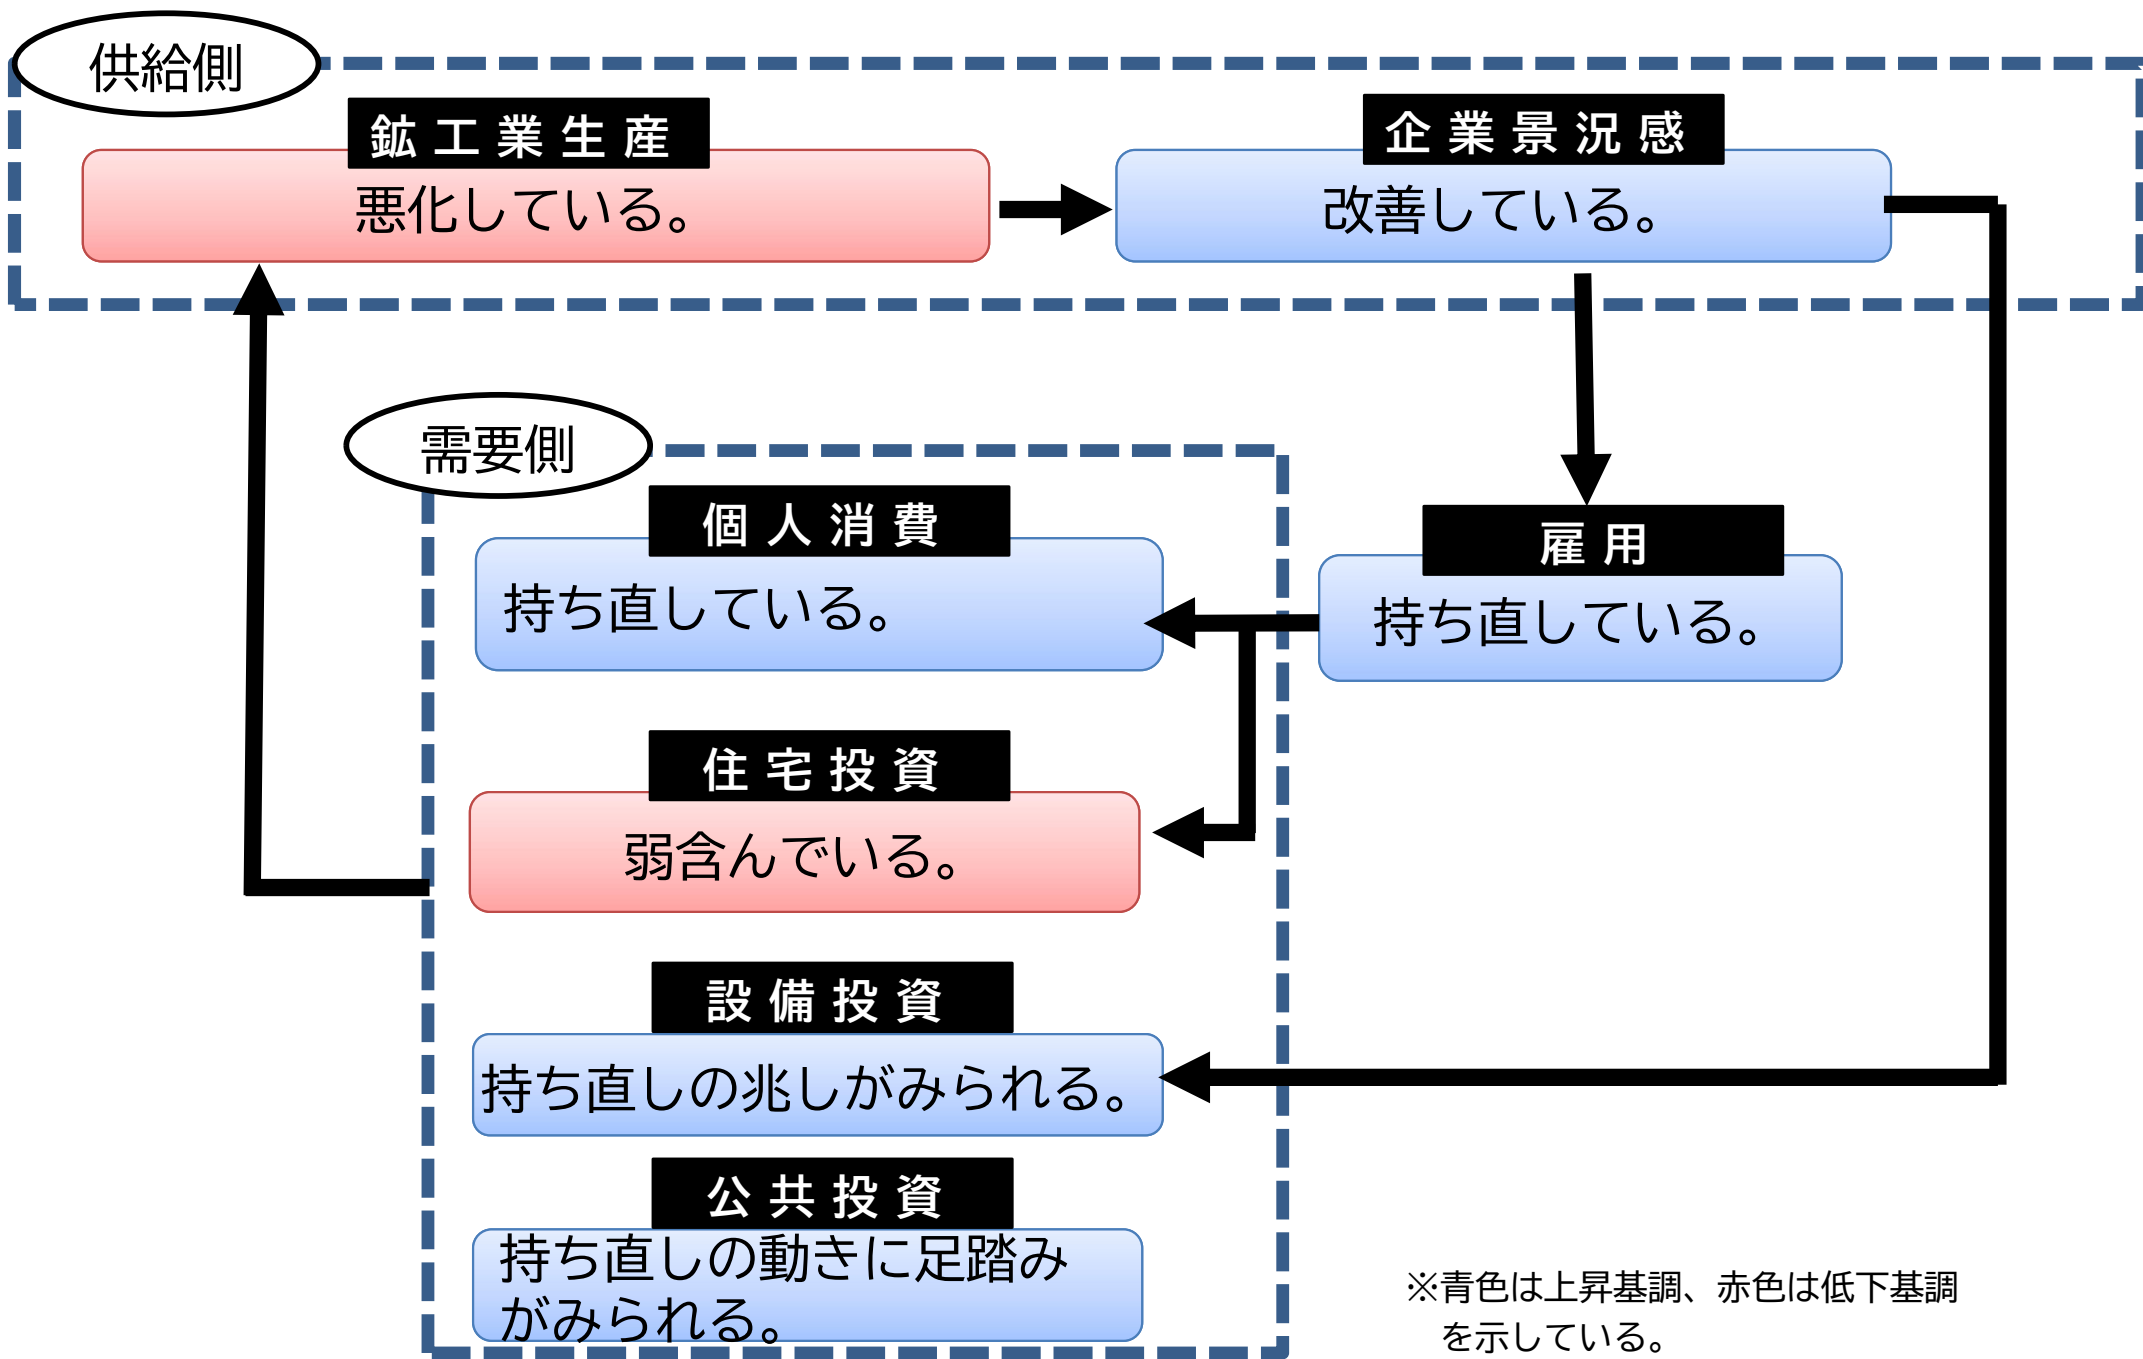 供給側
鉱工業生産
悪化している。
企業景況感
改善している。
需要側
個人消費
持ち直している。
雇用
持ち直している。
住宅投資
弱含んでいる。
設備投資
持ち直しの兆しがみられる。
公共投資
持ち直しの動きに足踏み
がみられる。
※青色は上昇基調、赤色は低下基調
を示している。